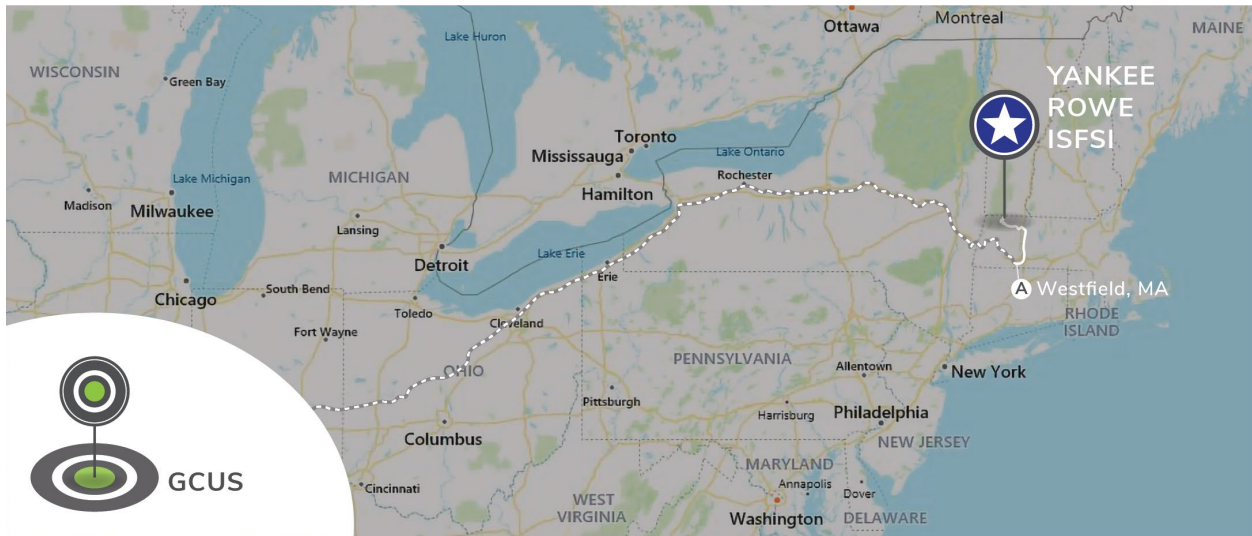 Ottawa
Montreal
MAINE
Lake Huron
WISCONSIN
Green Bay
YANKEE
ROWE
ISFSI
Toronto
Mississauga
Lake Ontario
Rochester
Hamilton
Lake Michigan
MICHIGAN
Madison
Milwaukee
Lansing
Detroit
Lake Erie
Erie
Chicago
South Bend
Toledo
Cleveland
A Westfield, MA
RHODE
ISLAND
Fort Wayne
OHIO
PENNSYLVANIA
Allentown
New York
Pittsburgh
Harrisburg
Philadelphia
Columbus
NEW JERSEY
MARYLAND
Annapolis
Dover
GCUS
Cincinnati
WEST
VIRGINIA
Washington
DELAWARE